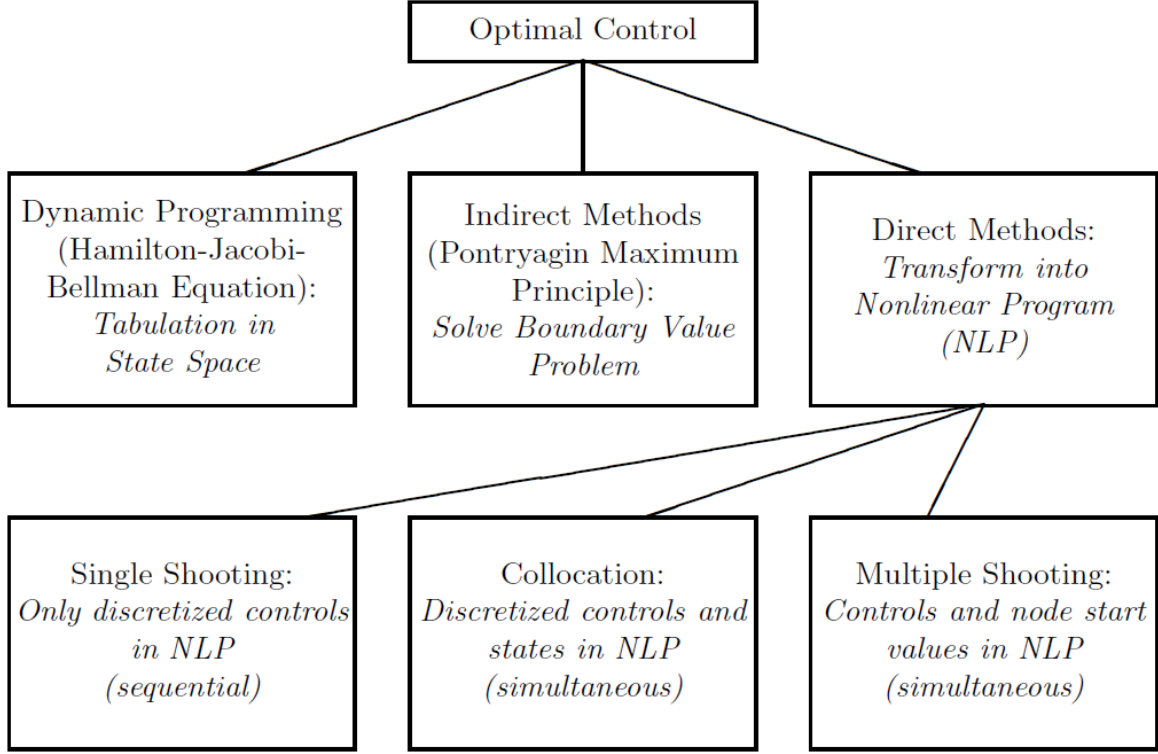 Optimal Control
Dynamic Programming
(Hamilton-Jacobi-
Bellman Equation):
Tabulation in
State Space
Indirect Methods
(Pontryagin Maximum
Principle):
Solve Boundary Value
Problem
Direct Methods:
Transform into
Nonlinear Program
(NLP)
Single Shooting:
Only discretized controls
in NLP
(sequential)
Collocation:
Discretized controls and
states in NLP
(simultaneous)
Multiple Shooting:
Controls and node start
values in NLP
(simultaneous)